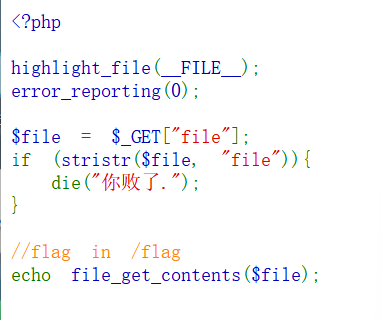 <?php
highlight_file(__FILE__);
error_reporting(0);
$file = $_GET["file"];
if (stristr($file, "file")){
die("你败了.");
}
//flag in /flag
echo file_get_contents($file);